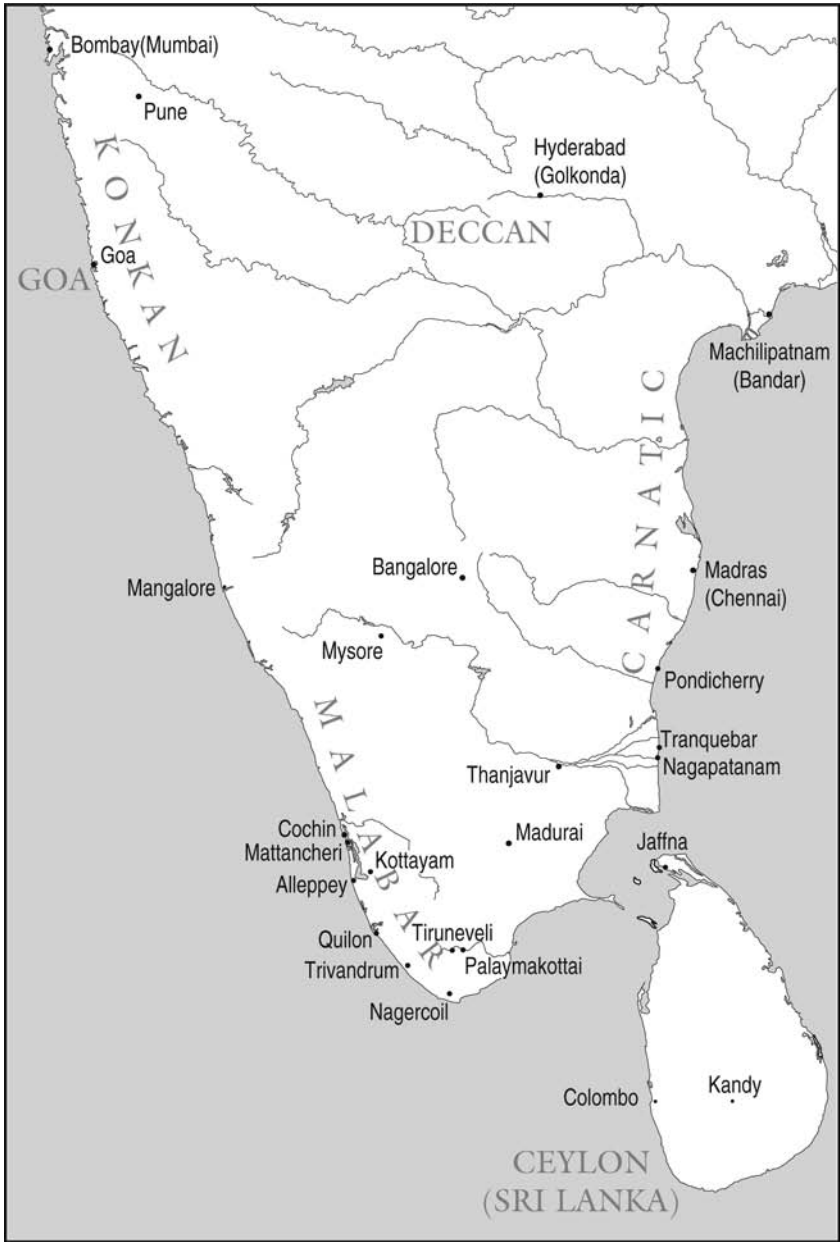 Bombay(Mumbai)
Pune
KONKAN
Hyderabad
(Golkonda)
DECCAN
Goa
GOA
Machilipatnam
(Bandar)
CARNATIC
Bangalore
Madras
(Chennai)
Mangalore
Mysore
Pondicherry
MALABAR
Tranquebar
Nagapatanam
Thanjavur
Cochin
Mattancheri
Madurai
Jaffna
Kottayam
Alleppey
Quilon
Tiruneveli
Trivandrum
Palaymakottai
Nagercoil
Colombo
Kandy
CEYLON
(SRI LANKA)